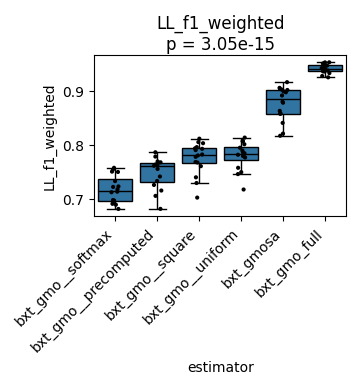 LL_f1_weighted
p = 3.05e-15
LL_f1_weighted
0.9
0.8
0.7
bxt_gmo__softmax
bxt_gmo__precomputed
bxt_gmo__square
bxt_gmo__uniform
bxt_gmosa
bxt_gmo_full
estimator